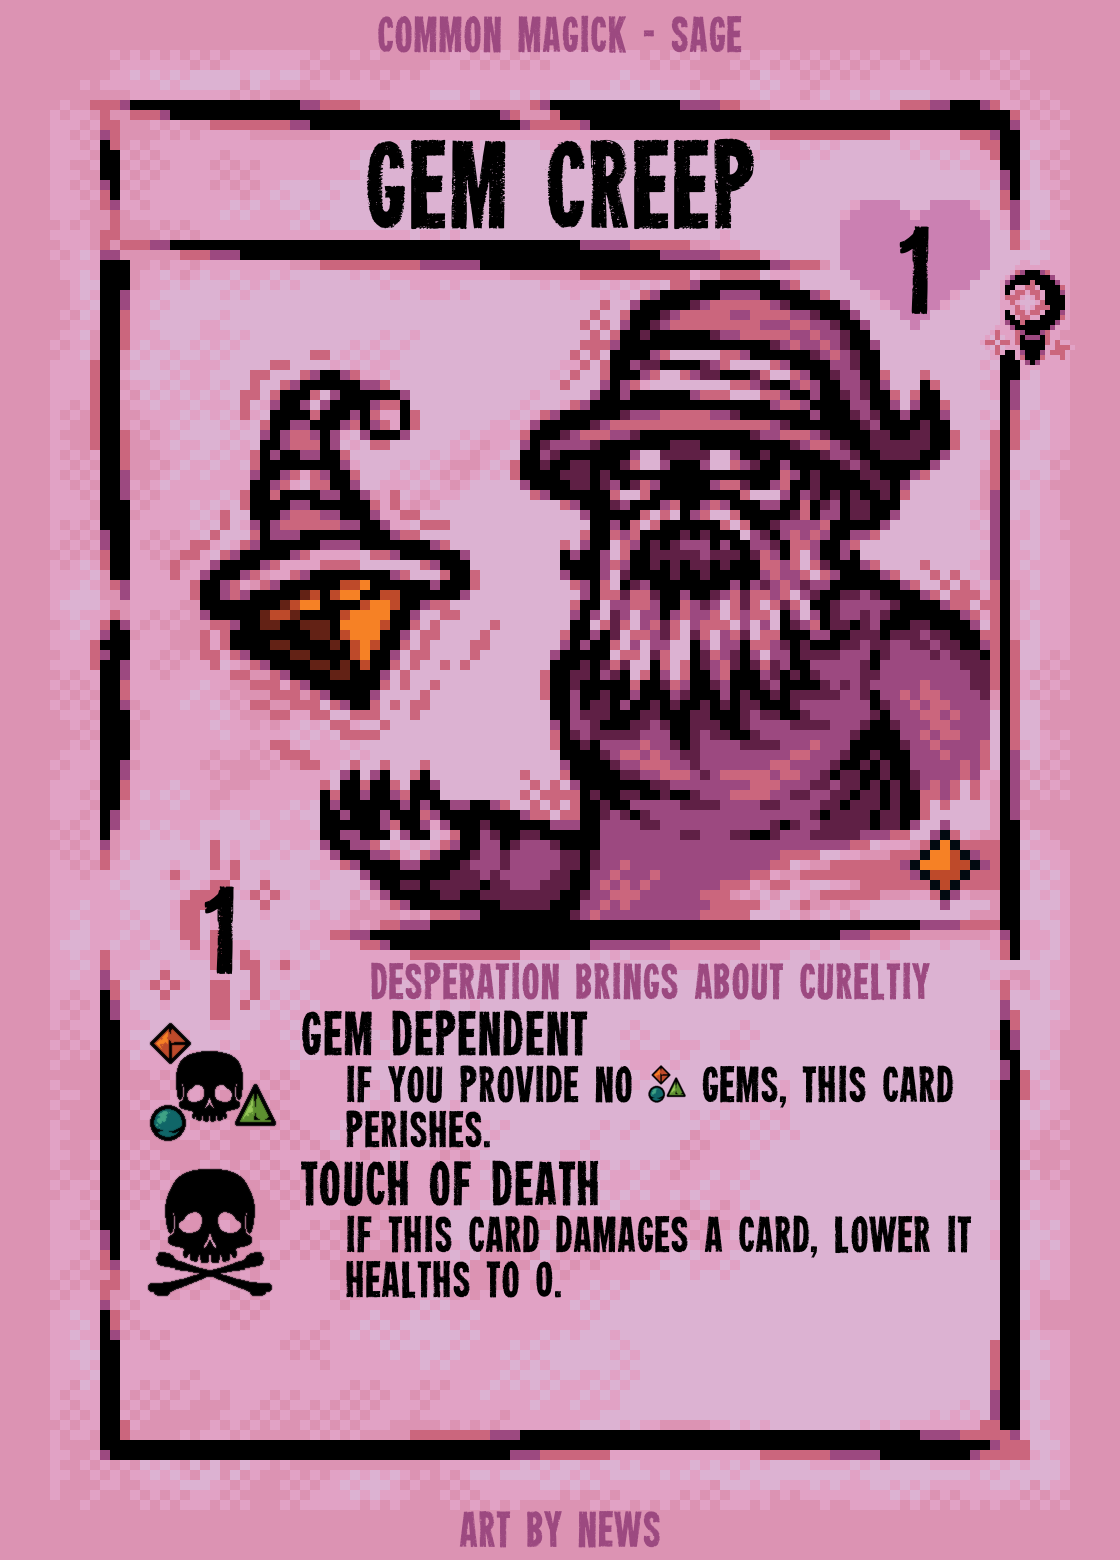 COMMON MAGICK - SAGE
GEM CREEP
1
1
DESPERATION BRINGS ABOUT CURELTIY
GEM DEPENDENT
IF YOU PROVIDE NO GEMS, THIS CARD
PERISHES.
TOUCH OF DEATH
IF THIS CARD DAMAGES A CARD, LOWER IT
HEALTHS TO 0.
ART BY NEWS